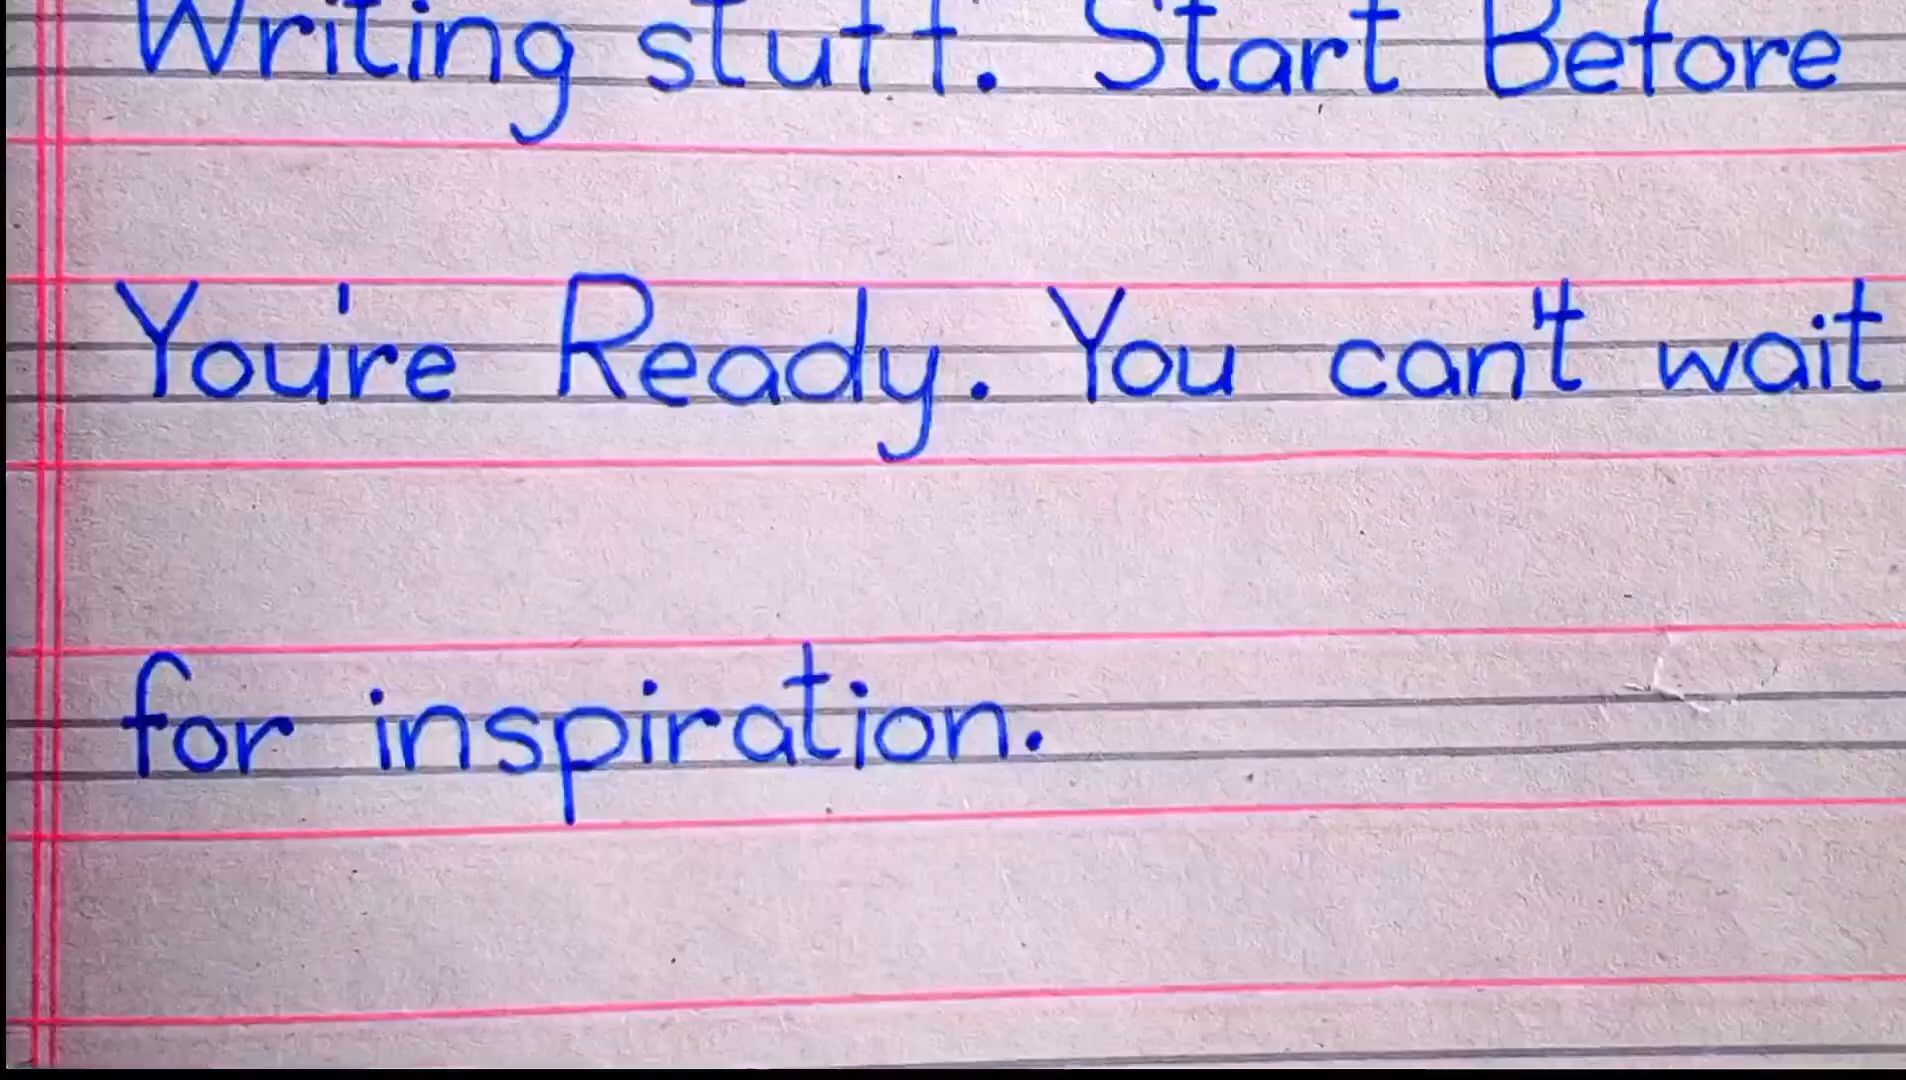 Writing stuff. Start Before
You're Ready. You can't wait
for inspiration.